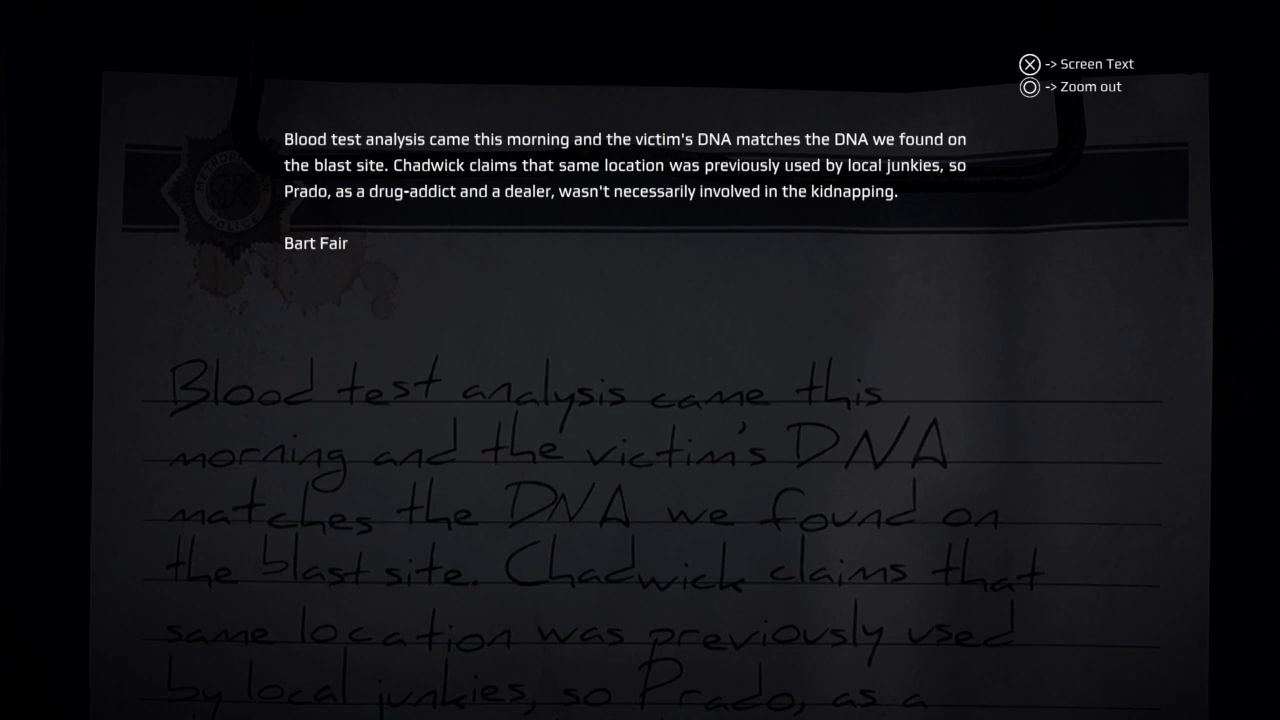 -> Screen Text
-> Zoom out
Blood test analysis came this morning and the victim's DNA matches the DNA we found on
the blast site. Chadwick claims that same location was previously used by local junkies, so
Prado, as a drug-addict and a dealer, wasn't necessarily involved in the kidnapping.
Bart Fair
POLICE
Blood test analysis came this
morning and the victim's DNA
matches the DNA we found on
the blast site. Chadwick claims that
same location was previously used
by local junkies, so Prado, as a